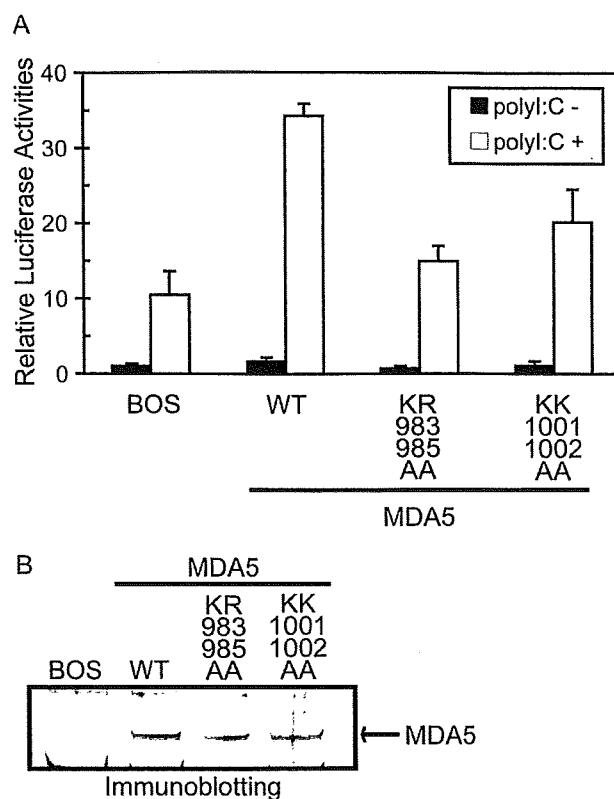 A
Relative Luciferase Activities
40
30
20
10
0
polyI:C -
polyI:C +
BOS
WT
KR
983
985
AA
KK
1001
1002
AA
MDA5
B
MDA5
BOS
WT
KR
983
985
AA
KK
1001
1002
AA
MDA5
Immunoblotting